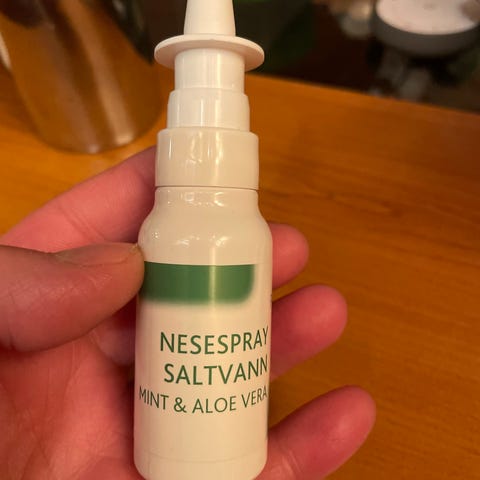 NESESPRAY
SALTVANN
MINT & ALOE VERA